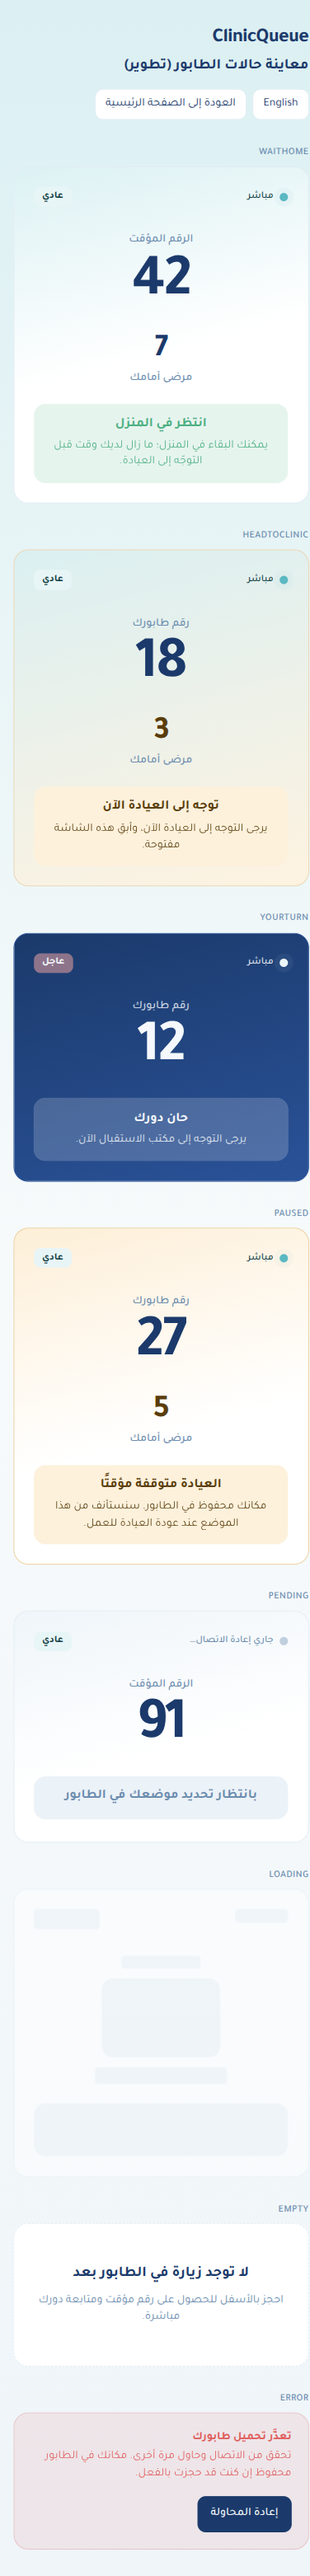 ClinicQueue
معاينة حالات الطابور (تطوير)
English
العودة إلى الصفحة الرئيسية
WAITHOME
مباشر
عادي
الرقم المؤقت
42
7
مرضى أمامك
انتظر في المنزل
يمكنك البقاء في المنزل؛ ما زال لديك وقت قبل
التوجّه إلى العيادة.
HEADTOCLINIC
مباشر
عادي
رقم طابورك
18
3
مرضى أمامك
توجه إلى العيادة الآن
يرجى التوجه إلى العيادة الآن، وأبقِ هذه الشاشة
مفتوحة.
YOURTURN
مباشر
عاجل
رقم طابورك
12
حان دورك
يرجى التوجه إلى مكتب الاستقبال الآن.
PAUSED
مباشر
عادي
رقم طابورك
27
5
مرضى أمامك
العيادة متوقفة مؤقتًا
مكانك محفوظ في الطابور. سنستأنف من هذا
الموضع عند عودة العيادة للعمل.
PENDING
جاري إعادة الاتصال…
عادي
الرقم المؤقت
91
بانتظار تحديد موضعك في الطابور
LOADING
EMPTY
لا توجد زيارة في الطابور بعد
احجز بالأسفل للحصول على رقم مؤقت ومتابعة دورك
مباشرة.
ERROR
تعذّر تحميل طابورك
تحقق من الاتصال وحاول مرة أخرى. مكانك في الطابور
محفوظ إن كنت قد حجزت بالفعل.
إعادة المحاولة